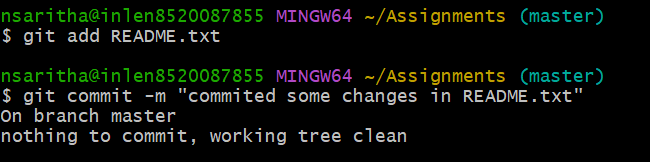 nsaritha@inlen8520087855 MINGW64 ~/Assignments (master)
$ git add README.txt
nsaritha@inlen8520087855 MINGW64 ~/Assignments (master)
$ git commit -m "commited some changes in README.txt"
On branch master
nothing to commit, working tree clean